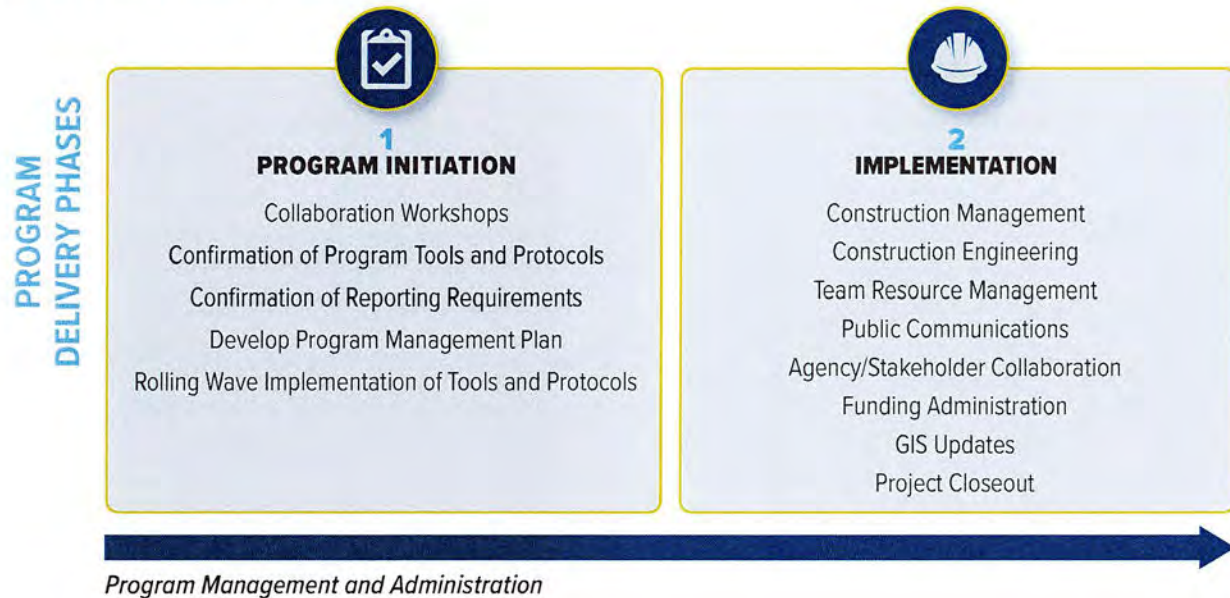 PROGRAM
DELIVERY PHASES
1
PROGRAM INITIATION
Collaboration Workshops
Confirmation of Program Tools and Protocols
Confirmation of Reporting Requirements
Develop Program Management Plan
Rolling Wave Implementation of Tools and Protocols
2
IMPLEMENTATION
Construction Management
Construction Engineering
Team Resource Management
Public Communications
Agency/Stakeholder Collaboration
Funding Administration
GIS Updates
Project Closeout
Program Management and Administration